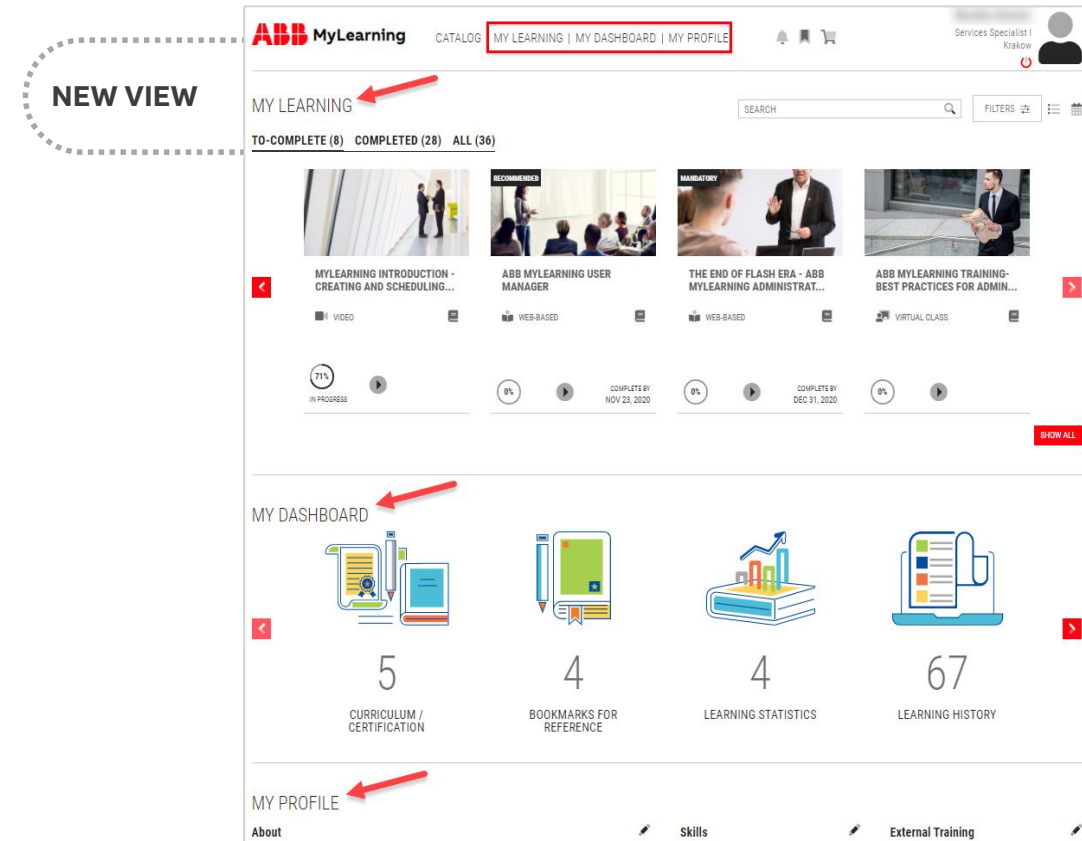 NEW VIEW
ABB MyLearning
CATALOG MY LEARNING | MY DASHBOARD | MY PROFILE
Services Specialist I
Krakow
MY LEARNING
SEARCH
FILTERS
TO-COMPLETE (8) COMPLETED (28) ALL (36)
RECOMMENDED
MANDATORY
MYLEARNING INTRODUCTION -
CREATING AND SCHEDULING...
ABB MYLEARNING USER
MANAGER
THE END OF FLASH ERA - ABB
MYLEARNING ADMINISTRAT...
ABB MYLEARNING TRAINING-
BEST PRACTICES FOR ADMIN...
VIDEO
WEB-BASED
WEB-BASED
VIRTUAL CLASS
71%
IN PROGRESS
0%
COMPLETE BY
NOV 23, 2020
0%
COMPLETE BY
DEC 31, 2020
0%
SHOW ALL
MY DASHBOARD
5
CURRICULUM /
CERTIFICATION
4
BOOKMARKS FOR
REFERENCE
4
LEARNING STATISTICS
67
LEARNING HISTORY
MY PROFILE
About
Skills
External Training